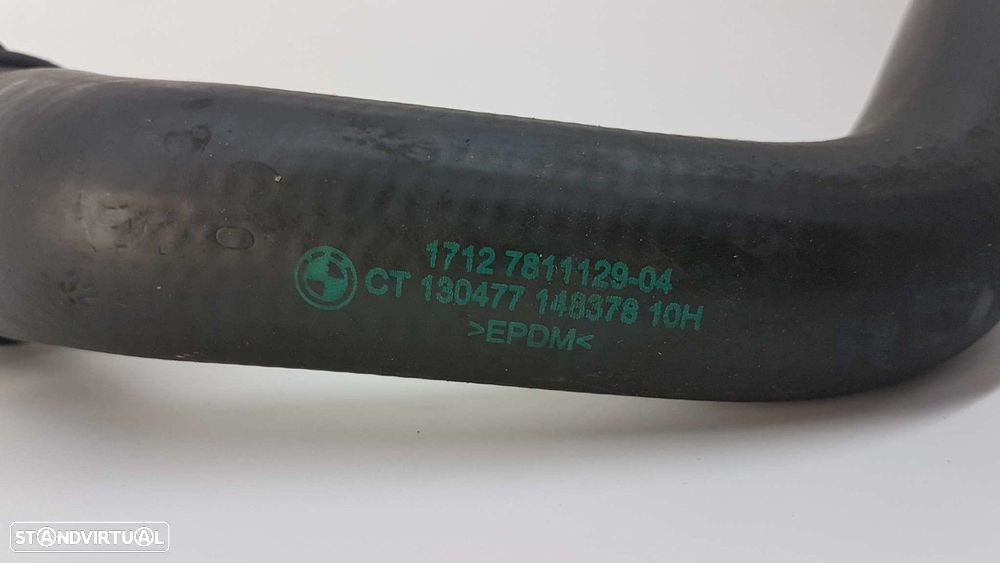 1712 7811129-04
CT 130477 148378 10H
>EPDM<
STANDVIRTUAL